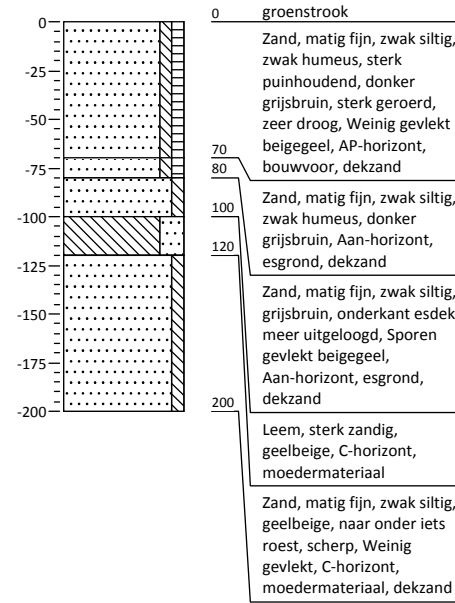 0
-25
-50
-75
-100
-125
-150
-175
-200
0 groenstrook
Zand, matig fijn, zwak siltig,
zwak humeus, sterk
puinhoudend, donker
grijsbruin, sterk geroerd,
zeer droog, Weinig gevlekt
beigegeel, AP-horizont,
bouwvoor, dekzand
70
Zand, matig fijn, zwak siltig,
zwak humeus, donker
grijsbruin, Aan-horizont,
esgrond, dekzand
80
Zand, matig fijn, zwak siltig,
grijsbruin, onderkant esdek
meer uitgeloogd, Sporen
gevlekt beigegeel,
Aan-horizont, esgrond,
dekzand
100
Leem, sterk zandig,
geelbeige, C-horizont,
moedermateriaal
120
Zand, matig fijn, zwak siltig,
geelbeige, naar onder iets
roest, scherp, Weinig
gevlekt, C-horizont,
moedermateriaal, dekzand
200